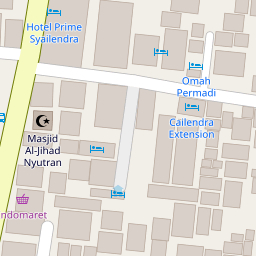 Hotel Prime
Syailendra
Omah
Permadi
Cailendra
Extension
Masjid
Al-Jihad
Nyutran
ndomaret